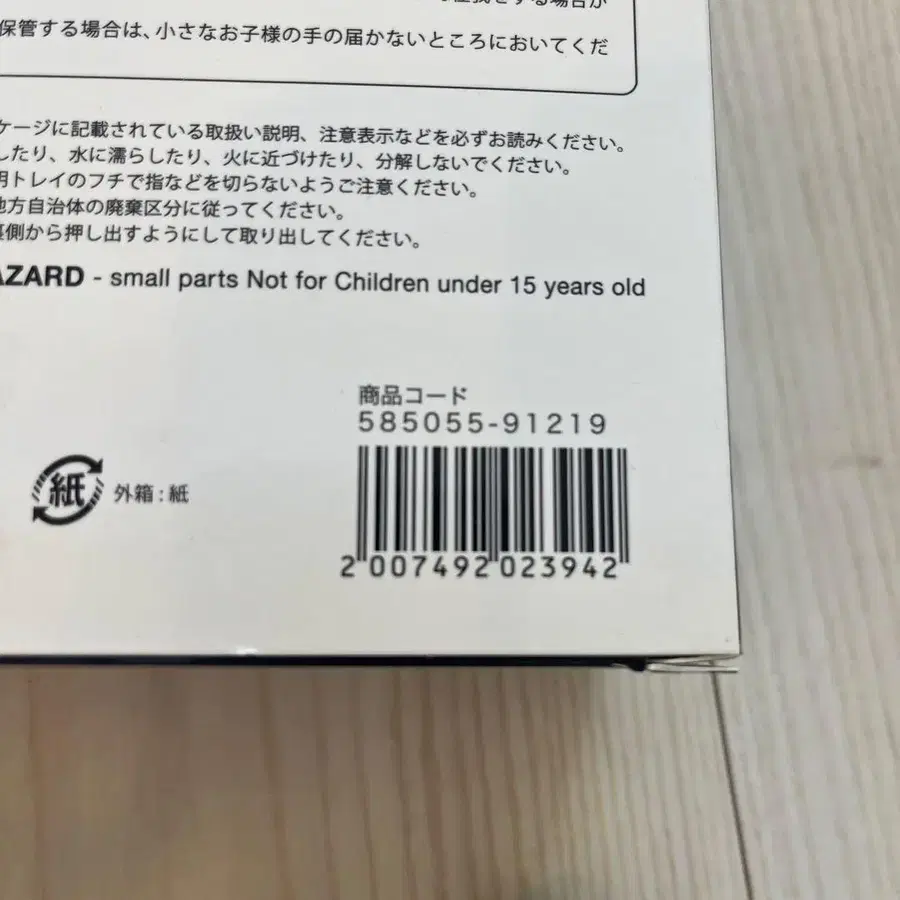 保管する場合は、小さなお子様の手の届かないところにおいてくだ
ケージに記載されている取扱い説明、注意表示などを必ずお読みください。
したり、水に濡らしたり、火に近づけたり、分解しないでください。
明トレイのフチで指などを切らないようご注意ください。
地方自治体の廃棄区分に従ってください。
裏側から押し出すようにして取り出してください。
AZARD - small parts Not for Children under 15 years old
商品コード
585055-91219
紙 外箱:紙
2007492023942